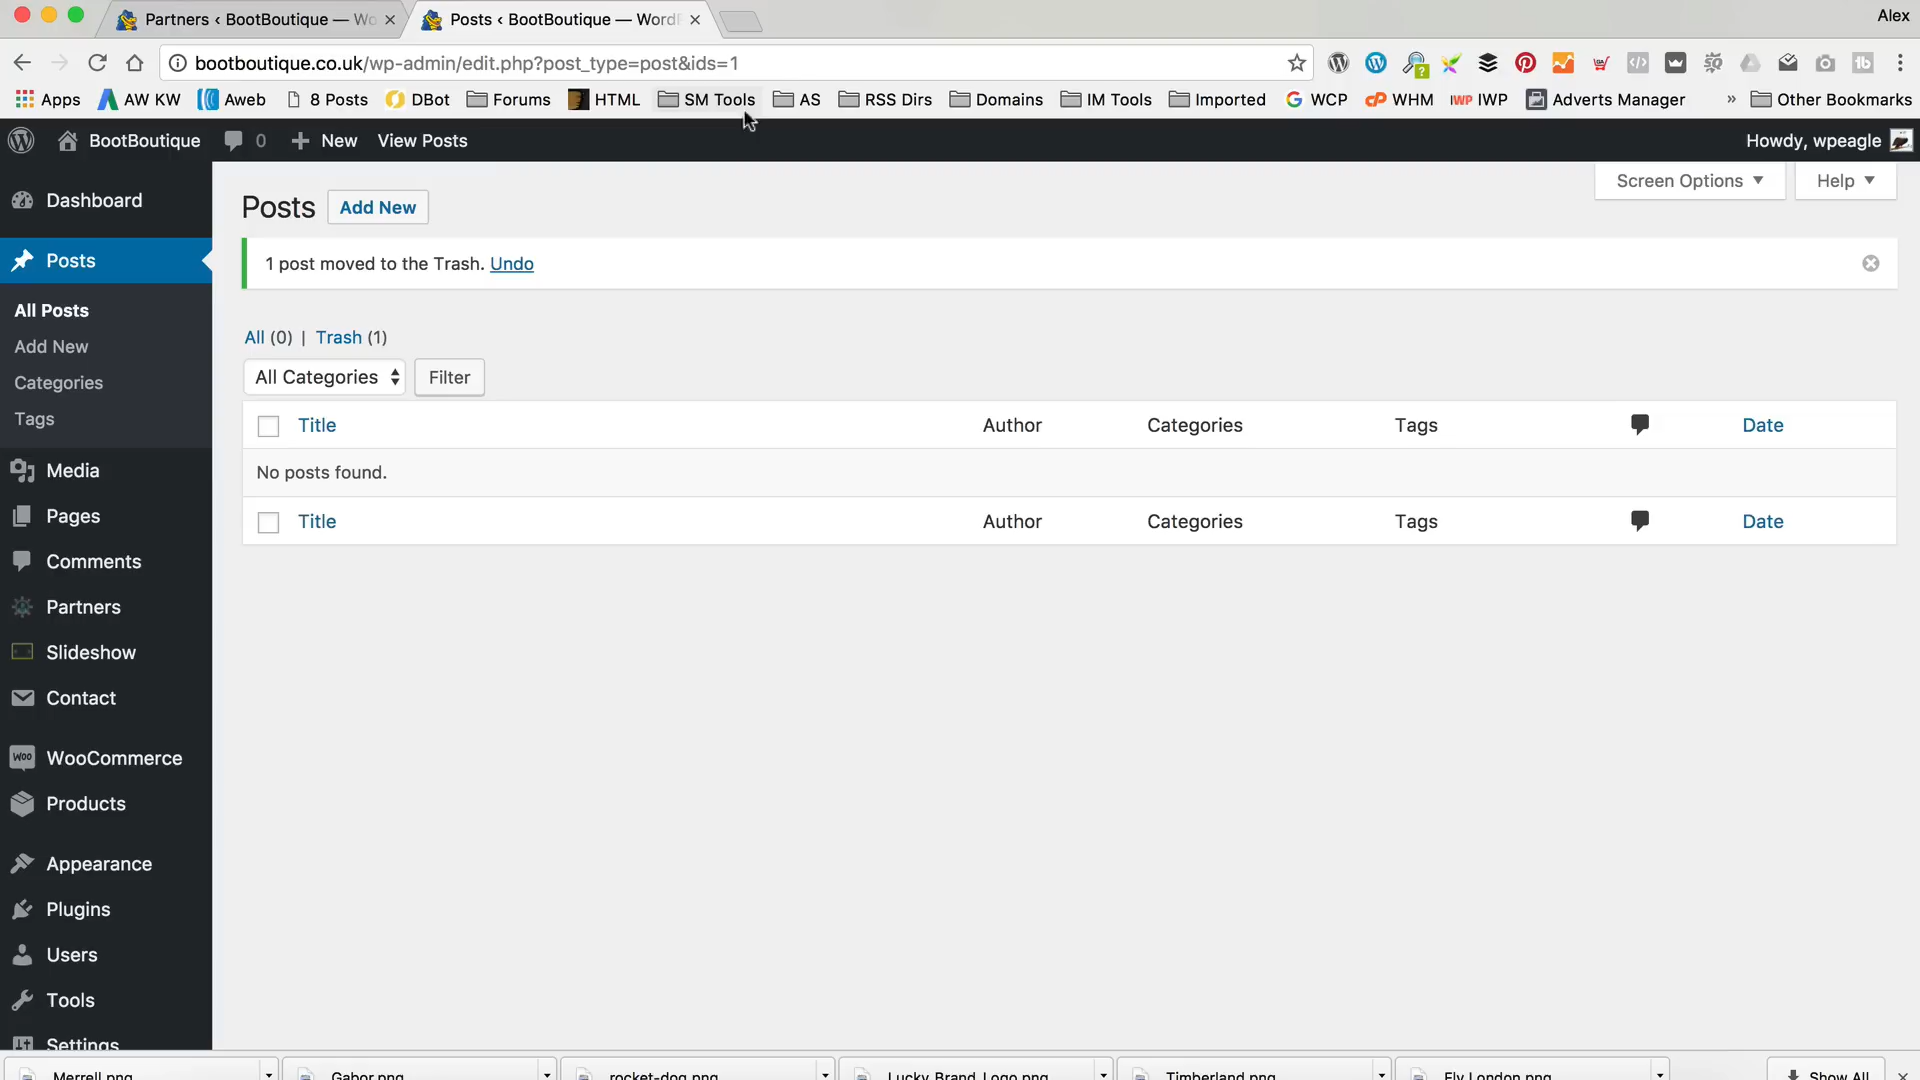 Partners ‹ BootBoutique — Wo
Posts ‹ BootBoutique — WordP
Alex
bootboutique.co.uk/wp-admin/edit.php?post_type=post&ids=1
Apps
AW KW
Aweb
8 Posts
DBot
Forums
HTML
SM Tools
AS
RSS Dirs
Domains
IM Tools
Imported
WCP
WHM
IWP
Adverts Manager
»
Other Bookmarks
BootBoutique
0
New
View Posts
Howdy, wpeagle
Dashboard
Posts
All Posts
Add New
Categories
Tags
Media
Pages
Comments
Partners
Slideshow
Contact
WooCommerce
Products
Appearance
Plugins
Users
Tools
Settings
Screen Options
Help
Posts
Add New
1 post moved to the Trash. Undo
All (0) | Trash (1)
All Categories
Filter
Title Author Categories Tags Date
No posts found.
Title Author Categories Tags Date
Merrell.png
Gabor.png
rocket-dog.png
Lucky_Brand_Logo.png
Timberland.png
Fly London.png
Show All